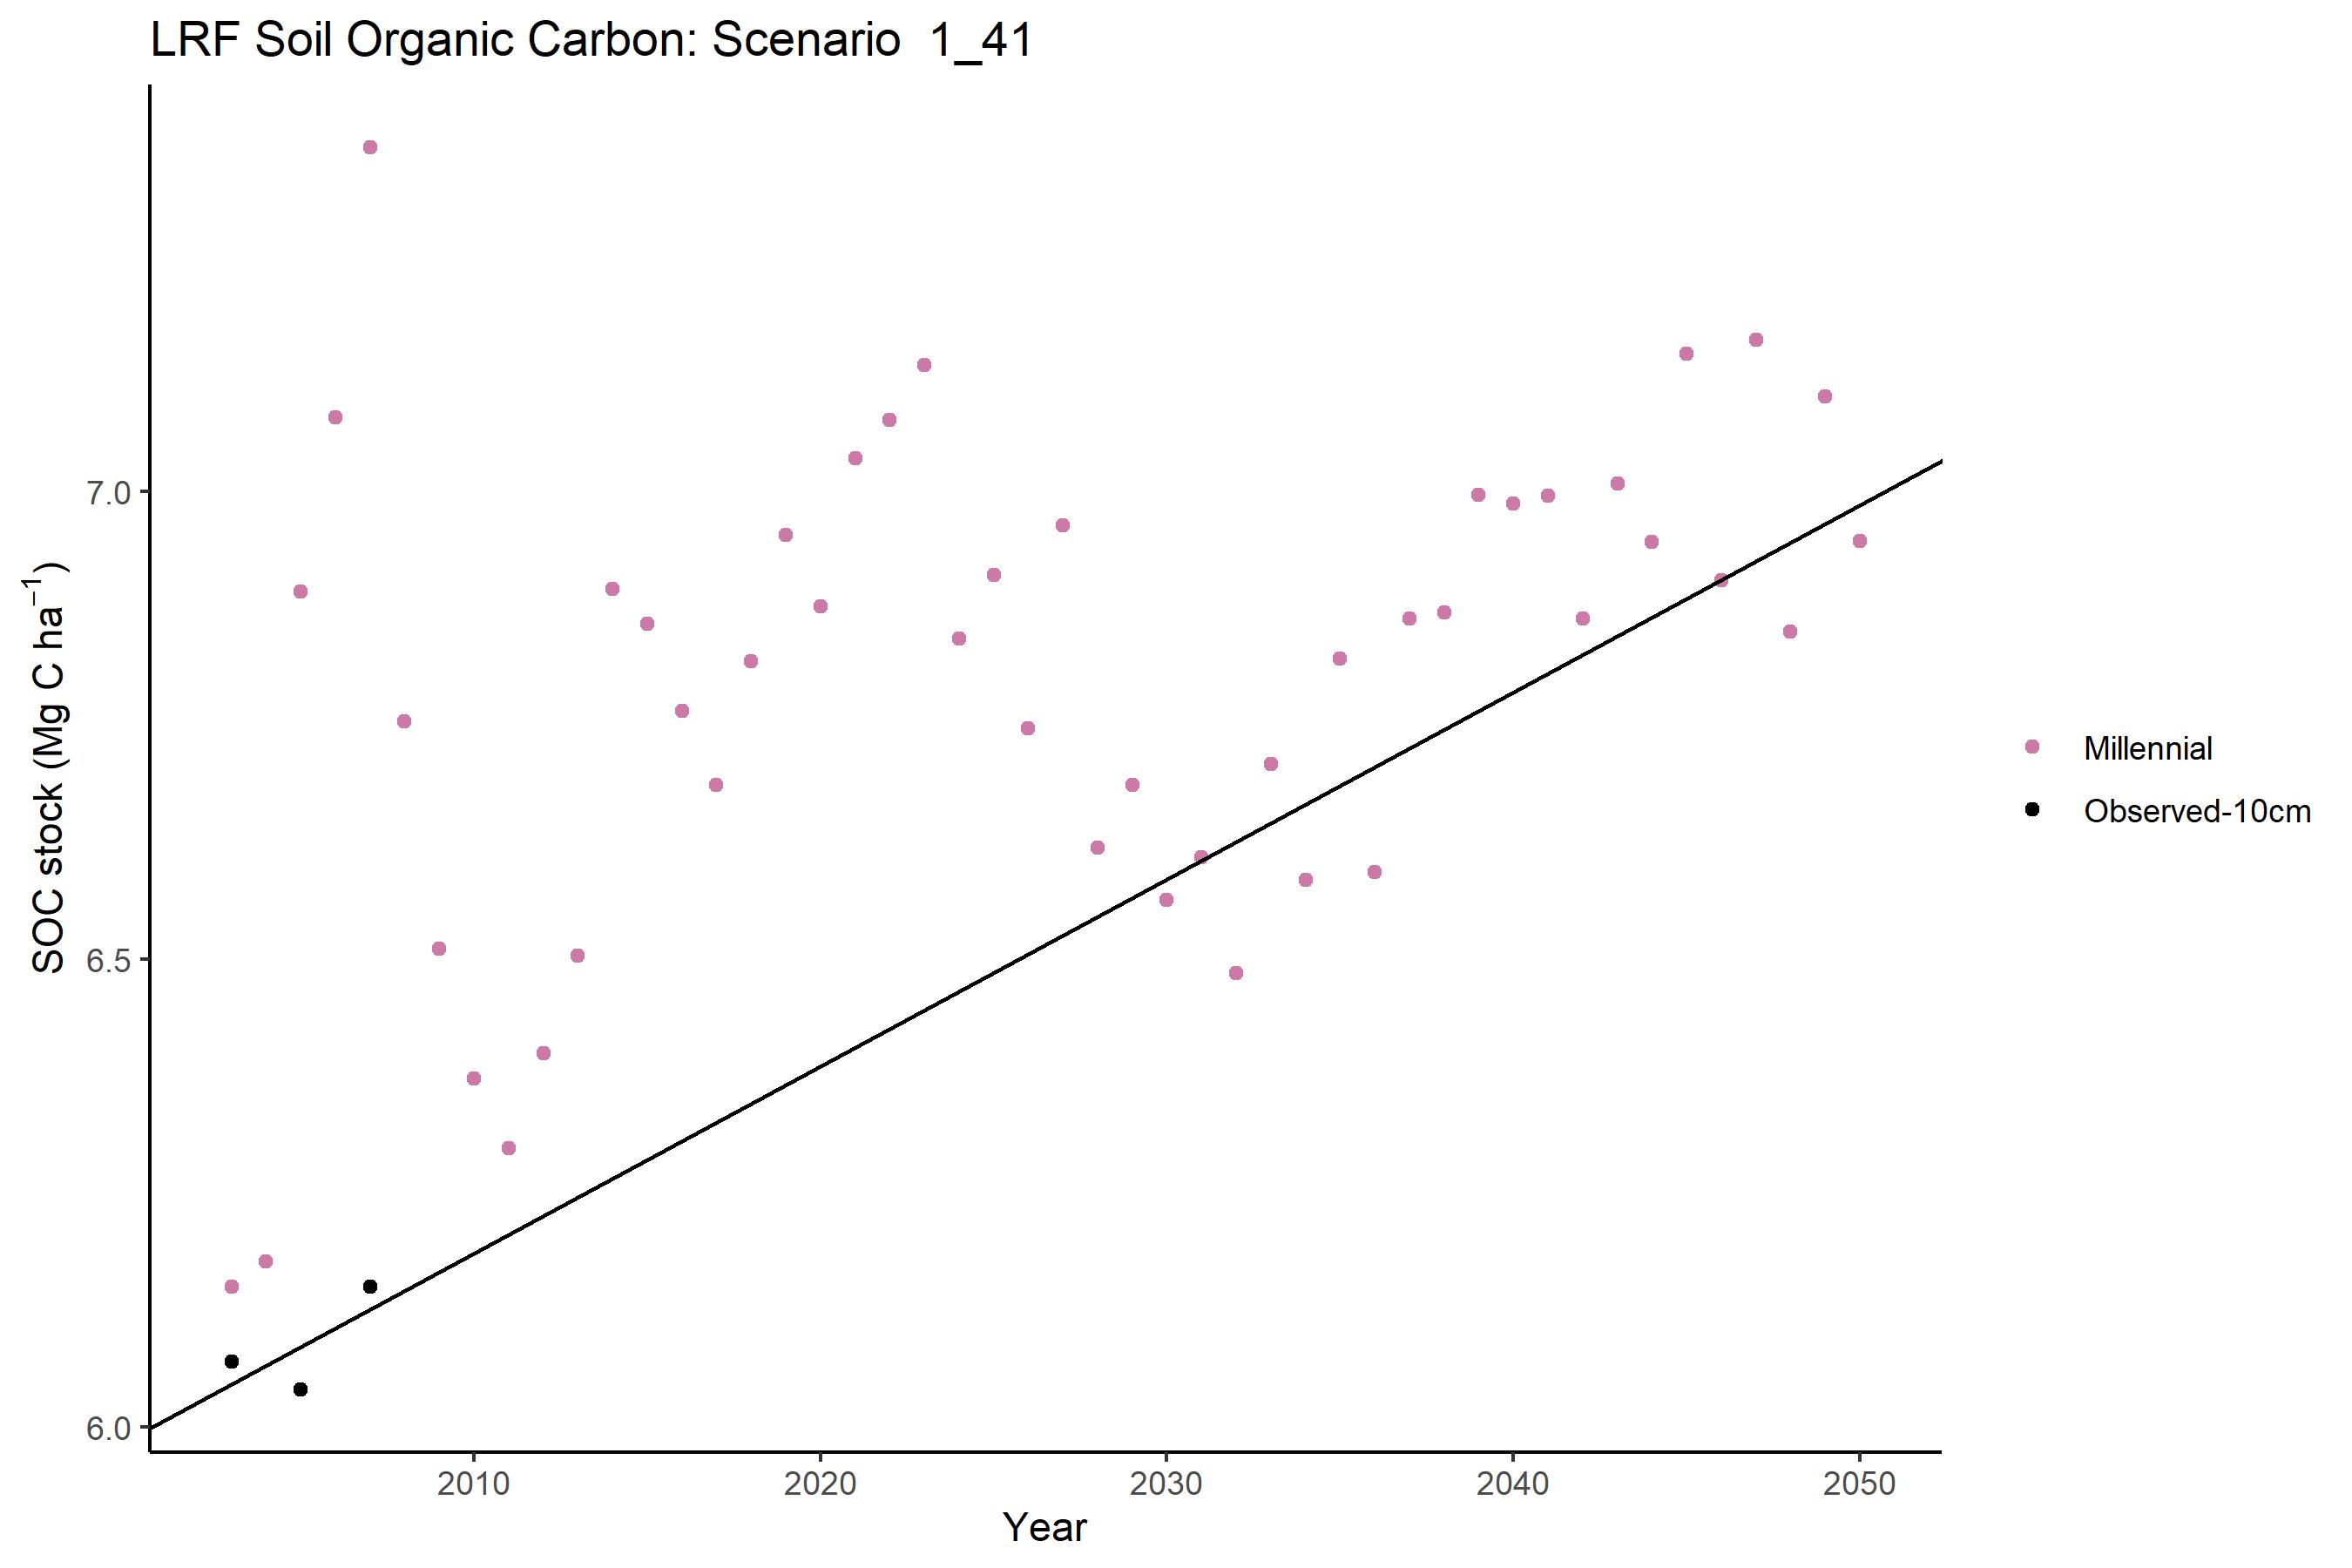 LRF Soil Organic Carbon: Scenario  1_41
SOC stock (Mg C ha⁻¹)
7.0
6.5
6.0
2010 2020 2030 2040 2050
Year
Millennial
Observed-10cm